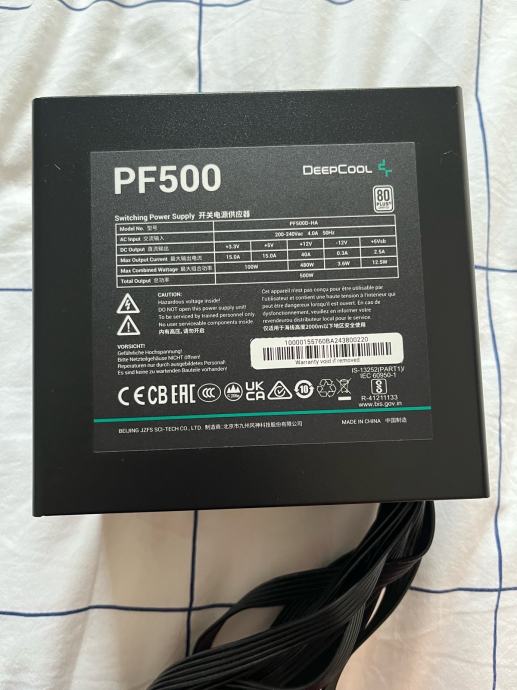 PF500
DEEPCOOL
80 PLUS
Switching Power Supply 开关电源供应器
Model No. 型号 PF500D-HA
AC Input 交流输入 200-240Vac 4.0A 50Hz
DC Output 直流输出 +3.3V +5V +12V -12V +5Vsb
Max Output Current 最大输出电流 15.0A 15.0A 40A 0.3A 2.5A
Max Combined Wattage 最大组合功率 100W 480W 3.6W 12.5W
Total Output 总功率 500W
CAUTION:
Hazardous voltage inside!
DO NOT open this power supply unit!
To be serviced by trained personnel only.
No user serviceable components inside.
内有高压, 请勿打开
Cet appareil n'est pas conçu pour être utilisable par
l'utilisateur et contient une haute tension à l'intérieur qui
peut être dangereux lorsqu'il est ouvert. En cas de
dysfonctionnement, veuillez en informer votre
revendeurou distributeur local pour le service.
仅适用于海拔高度2000m以下地区安全使用
VORSICHT!
Gefährliche Hochspannung!
Bitte-Netzteilgehäuse NICHT öffnen!
Reparaturen nur durch ausgebildetes Personal!
Es sind keine zu wartenden Bauteile vorhanden!
10000155760BA243800220
Warranty void if removed
CE CB EAC CCC UK CA 10
IS-13252(PART1)/
IEC 60950-1
R-41211133
www.bis.gov.in
BEIJING JZFS SCI-TECH CO., LTD. 制造商: 北京市九州风神科技股份有限公司
MADE IN CHINA 中国制造